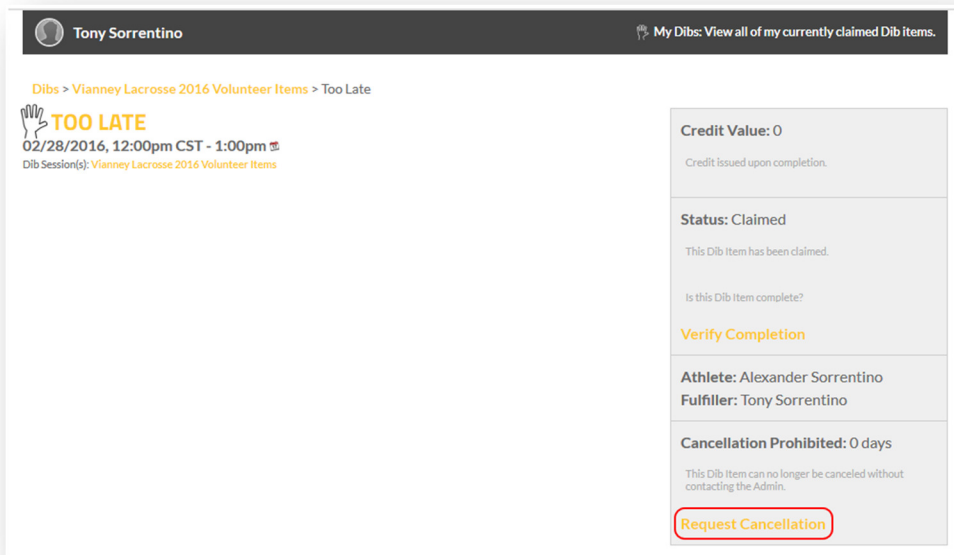 Tony Sorrentino
My Dibs: View all of my currently claimed Dib items.
Dibs > Vianney Lacrosse 2016 Volunteer Items > Too Late
TOO LATE
02/28/2016, 12:00pm CST - 1:00pm
Dib Session(s): Vianney Lacrosse 2016 Volunteer Items
Credit Value: 0
Credit issued upon completion.
Status: Claimed
This Dib Item has been claimed.
Is this Dib Item complete?
Verify Completion
Athlete: Alexander Sorrentino
Fulfiller: Tony Sorrentino
Cancellation Prohibited: 0 days
This Dib Item can no longer be canceled without
contacting the Admin.
Request Cancellation